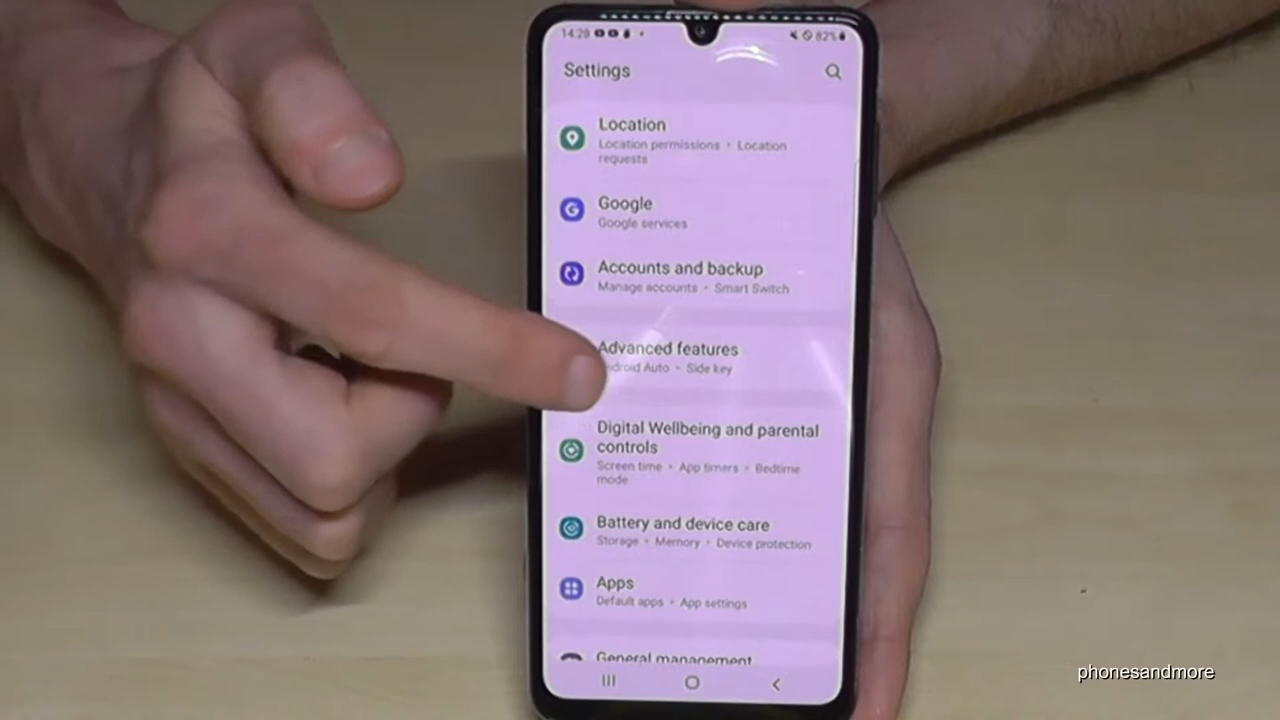 14:28
82%
Settings
Location
Location permissions • Location
requests
Google
Google services
Accounts and backup
Manage accounts • Smart Switch
Advanced features
Auto • Side key
Digital Wellbeing and parental
controls
Screen time • App timers • Bedtime
mode
Battery and device care
Storage • Memory • Device protection
Apps
Default apps • App settings
General management
phonesandmore